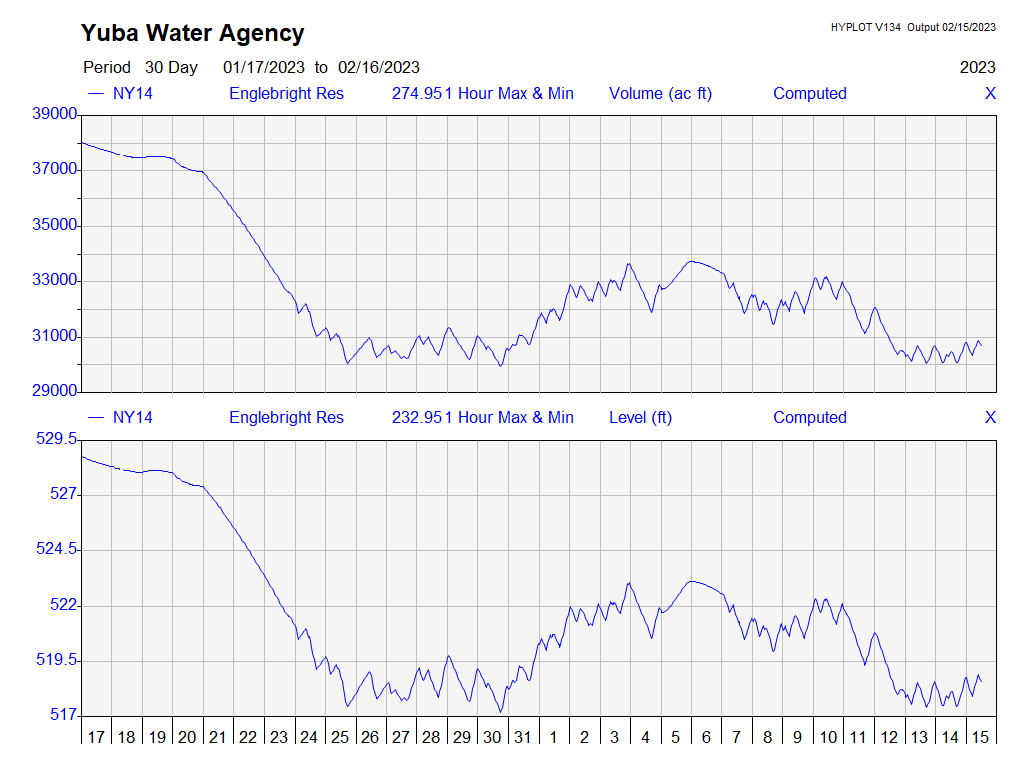 Yuba Water Agency
HYPLOT V134 Output 02/15/2023
Period 30 Day 01/17/2023 to 02/16/2023 2023
NY14 Englebright Res 274.951 Hour Max & Min Volume (ac ft) Computed X
39000
37000
35000
33000
31000
29000
NY14 Englebright Res 232.951 Hour Max & Min Level (ft) Computed X
529.5
527
524.5
522
519.5
517
17 18 19 20 21 22 23 24 25 26 27 28 29 30 31 1 2 3 4 5 6 7 8 9 10 11 12 13 14 15